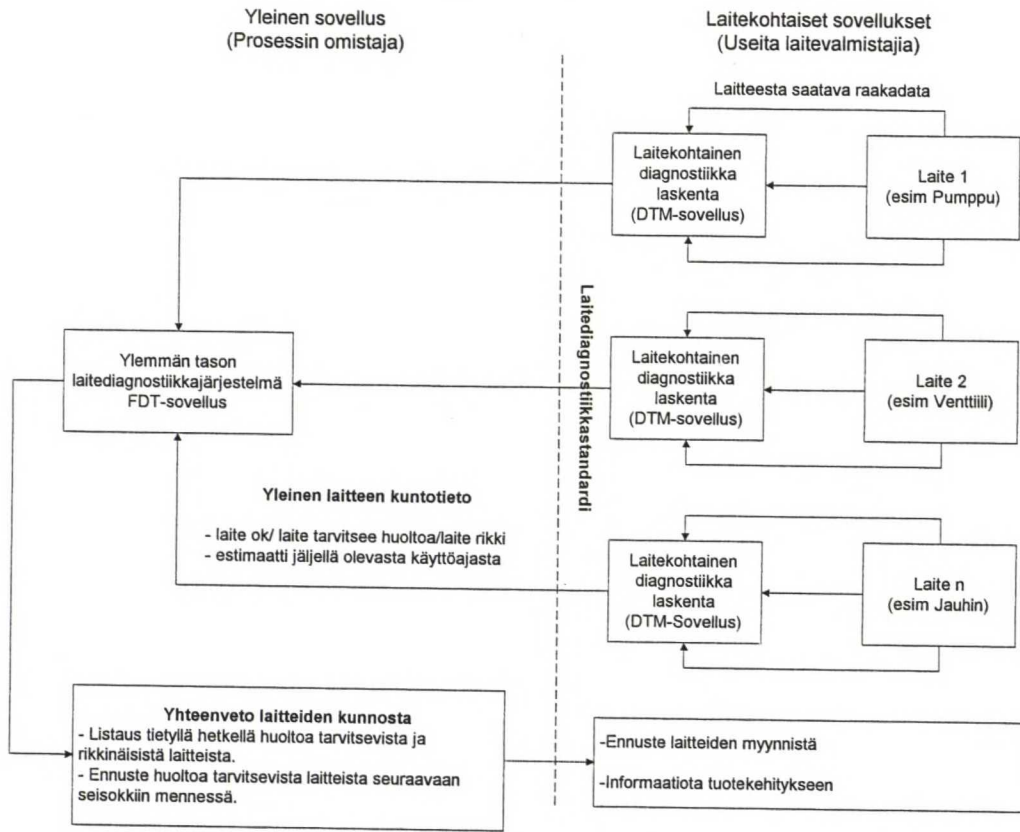 Yleinen sovellus
(Prosessin omistaja)
Laitekohtaiset sovellukset
(Useita laitevalmistajia)
Laitteesta saatava raakadata
Laitekohtainen
diagnostiikka
laskenta
(DTM-sovellus)
Laite 1
(esim Pumppu)
Laitediagnostiikkastandardi
Ylemmän tason
laitediagnostiikkajärjestelmä
FDT-sovellus
Laitekohtainen
diagnostiikka
laskenta
(DTM-sovellus)
Laite 2
(esim Venttiili)
Yleinen laitteen kuntotieto
- laite ok/ laite tarvitsee huoltoa/laite rikki
- estimaatti jäljellä olevasta käyttöajasta
Laitekohtainen
diagnostiikka
laskenta
(DTM-Sovellus)
Laite n
(esim Jauhin)
Yhteenveto laitteiden kunnosta
- Listaus tietyllä hetkellä huoltoa tarvitsevista ja
rikkinäisistä laitteista.
- Ennuste huoltoa tarvitsevista laitteista seuraavaan
seisokkiin mennessä.
-Ennuste laitteiden myynnistä
-Informaatiota tuotekehitykseen